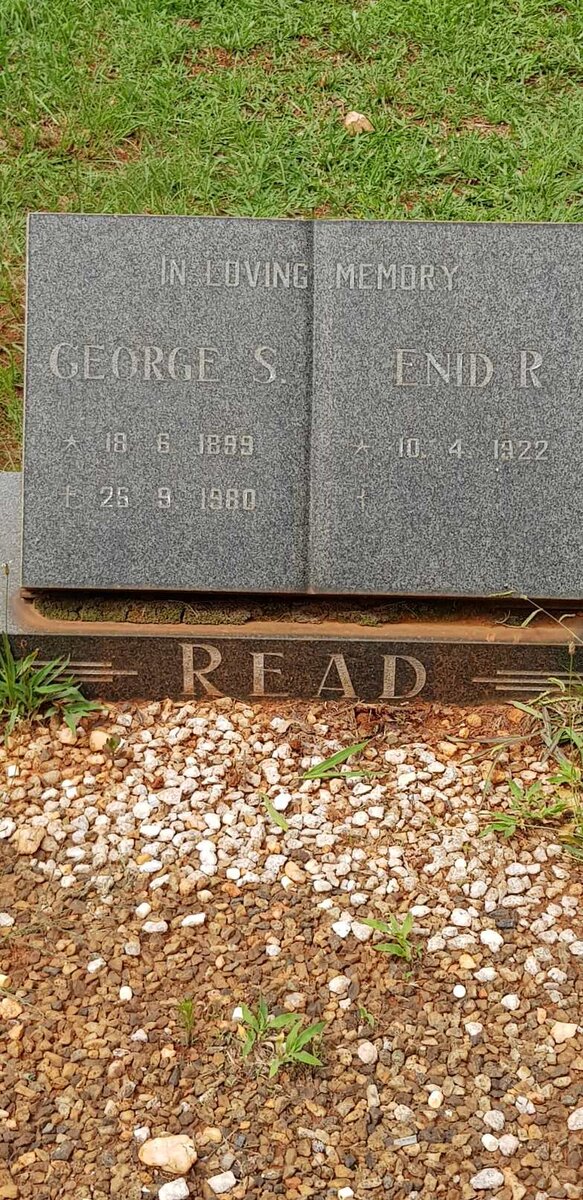 IN LOVING MEMORY
GEORGE S.
* 18. 6. 1899
† 25 9 1980
ENID R
* 10. 4. 1922
†
READ